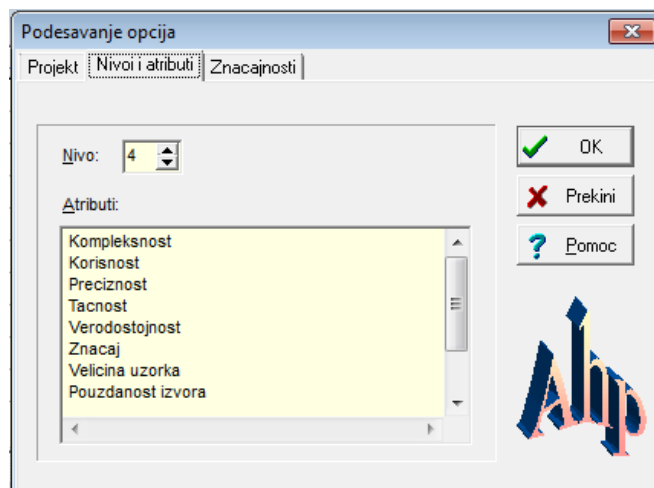 Podesavanje opcija
Projekt Nivoi i atributi Znacajnosti
Nivo: 4
OK
Prekini
Pomoc
Atributi:
Kompleksnost
Korisnost
Preciznost
Tacnost
Verodostojnost
Znacaj
Velicina uzorka
Pouzdanost izvora
Ahp